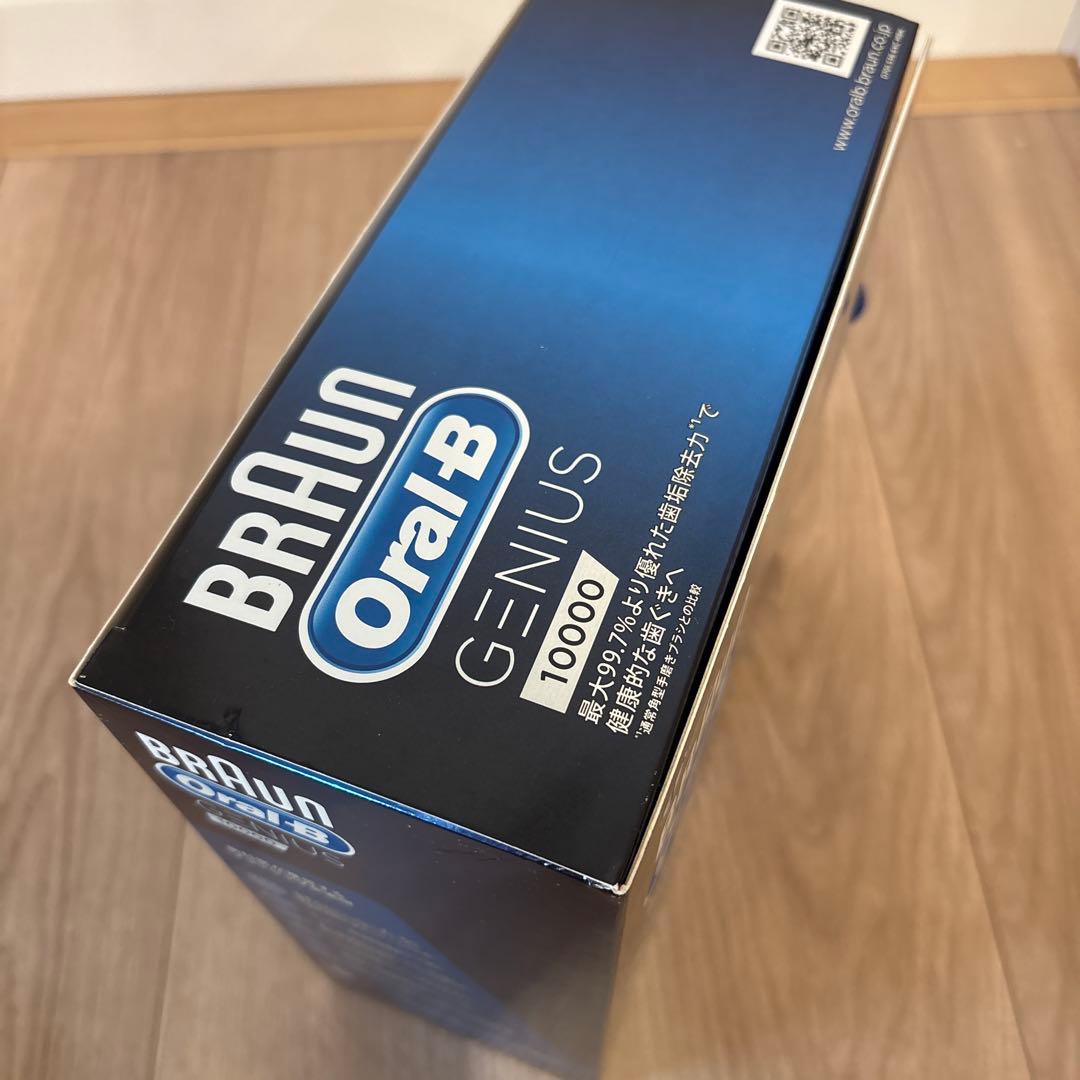 BRAUN
Oral-B
GENIUS
10000
最大99.7%より優れた歯垢除去力*1で
健康的な歯ぐきへ
*1通常角型手磨きブラシとの比較
www.oralb.braun.co.jp
BRAUN
Oral-B
GENIUS